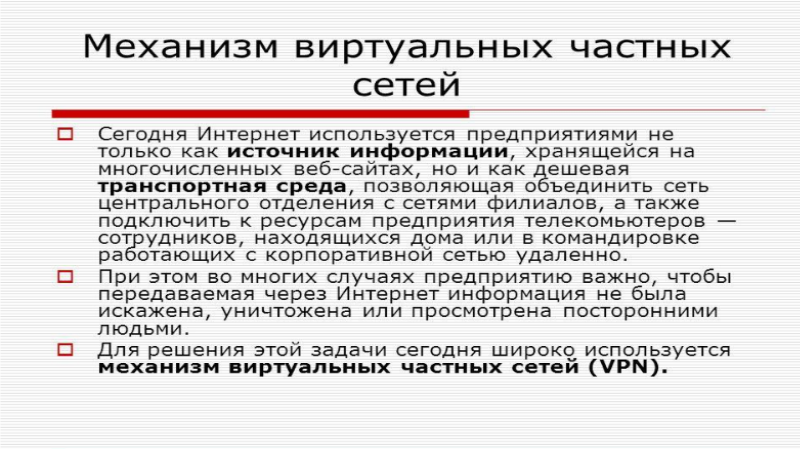 Механизм виртуальных частных
сетей
Сегодня Интернет используется предприятиями не
только как источник информации, хранящейся на
многочисленных веб-сайтах, но и как дешевая
транспортная среда, позволяющая объединить сеть
центрального отделения с сетями филиалов, а также
подключить к ресурсам предприятия телекомьютеров —
сотрудников, находящихся дома или в командировке
работающих с корпоративной сетью удаленно.
При этом во многих случаях предприятию важно, чтобы
передаваемая через Интернет информация не была
искажена, уничтожена или просмотрена посторонними
людьми.
Для решения этой задачи сегодня широко используется
механизм виртуальных частных сетей (VPN).